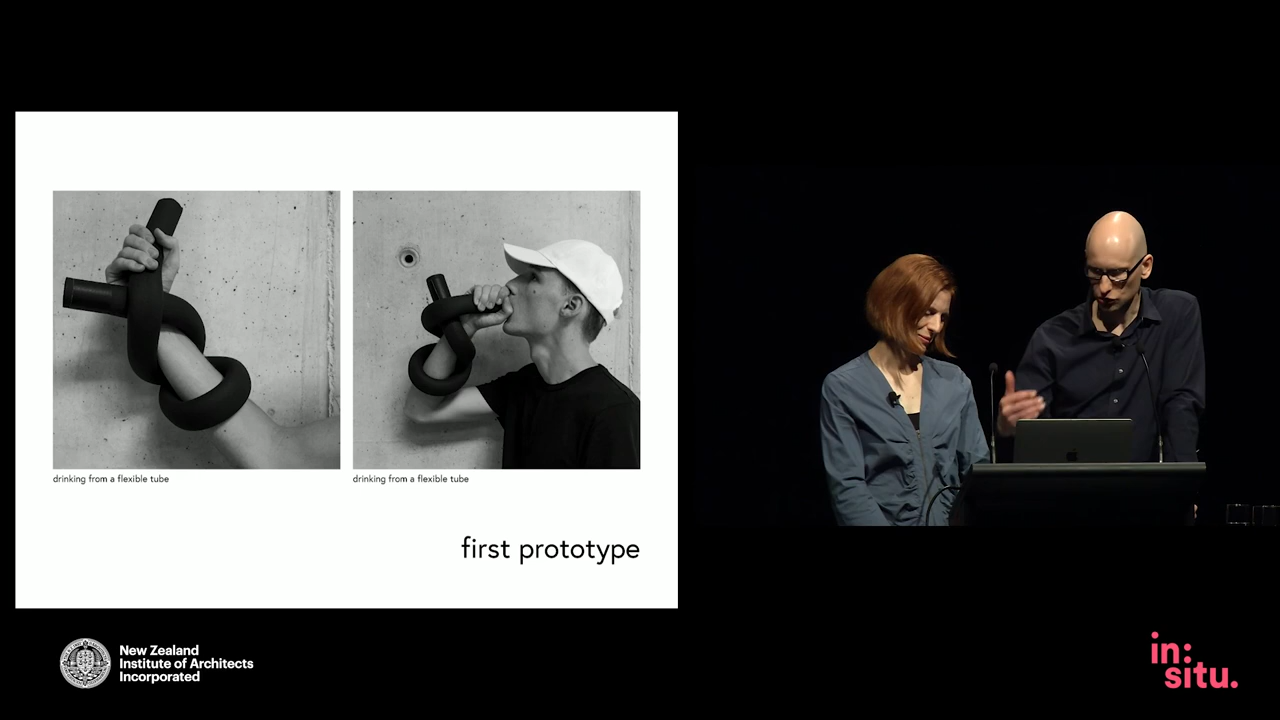 drinking from a flexible tube
drinking from a flexible tube
first prototype
New Zealand
Institute of Architects
Incorporated
in:
situ.